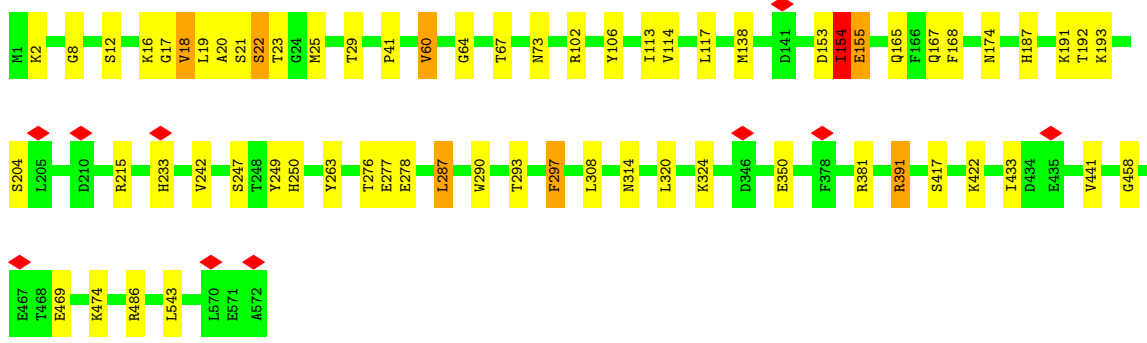 M1 K2 G8 S12 K16 G17 V18 L19 A20 S21 S22 T23 G24 M25 T29 P41 V60 G64 T67 N73 R102 Y106 I113 V114 L117 M138 D141 D153 I154 E155 Q165 F166 Q167 F168 N174 H187 K191 T192 K193
S204 L205 D210 R215 H233 V242 S247 T248 Y249 H250 Y263 T276 E277 E278 L287 W290 T293 F297 L308 N314 L320 K324 D346 E350 F378 R381 R391 S417 K422 I433 D434 E435 V441 G458
E467 T468 E469 K474 R486 L543 L570 E571 A572